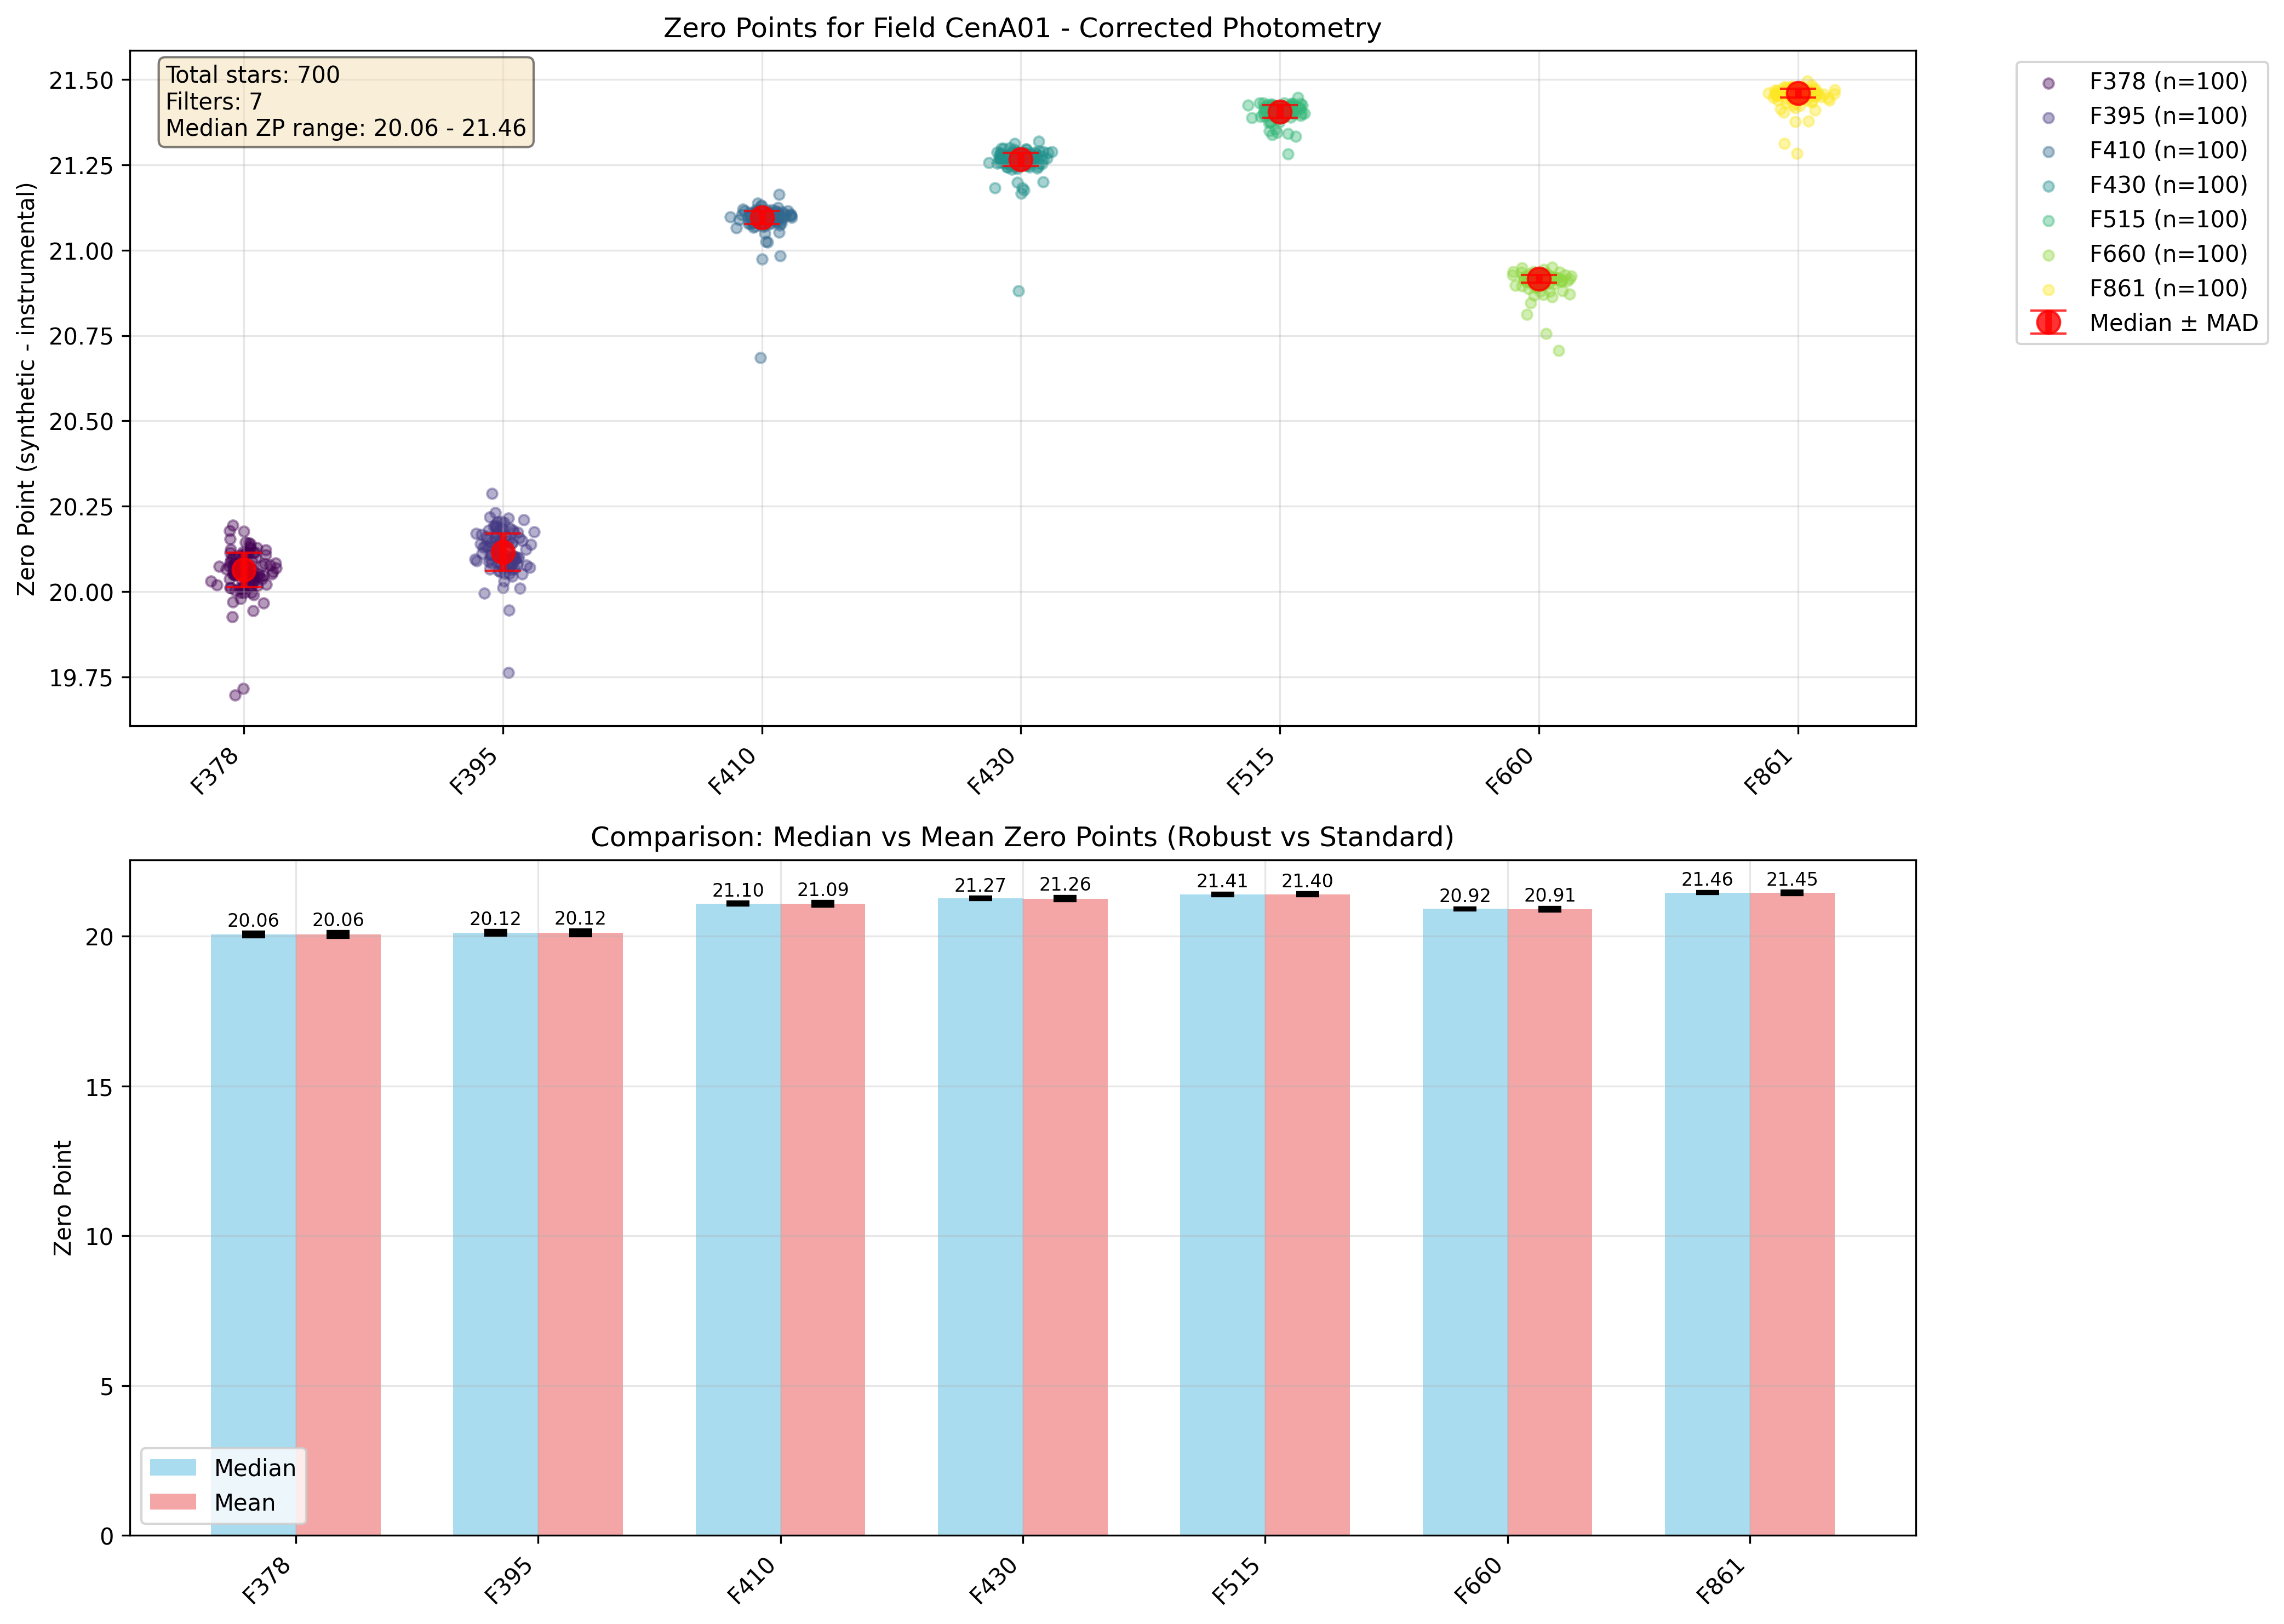 Zero Points for Field CenA01 - Corrected Photometry
Total stars: 700
Filters: 7
Median ZP range: 20.06 - 21.46
Zero Point (synthetic - instrumental)
21.50
21.25
21.00
20.75
20.50
20.25
20.00
19.75
F378
F395
F410
F430
F515
F660
F861
F378 (n=100)
F395 (n=100)
F410 (n=100)
F430 (n=100)
F515 (n=100)
F660 (n=100)
F861 (n=100)
Median ± MAD
Comparison: Median vs Mean Zero Points (Robust vs Standard)
Zero Point
20
15
10
5
0
20.06
20.06
20.12
20.12
21.10
21.09
21.27
21.26
21.41
21.40
20.92
20.91
21.46
21.45
Median
Mean
F378
F395
F410
F430
F515
F660
F861